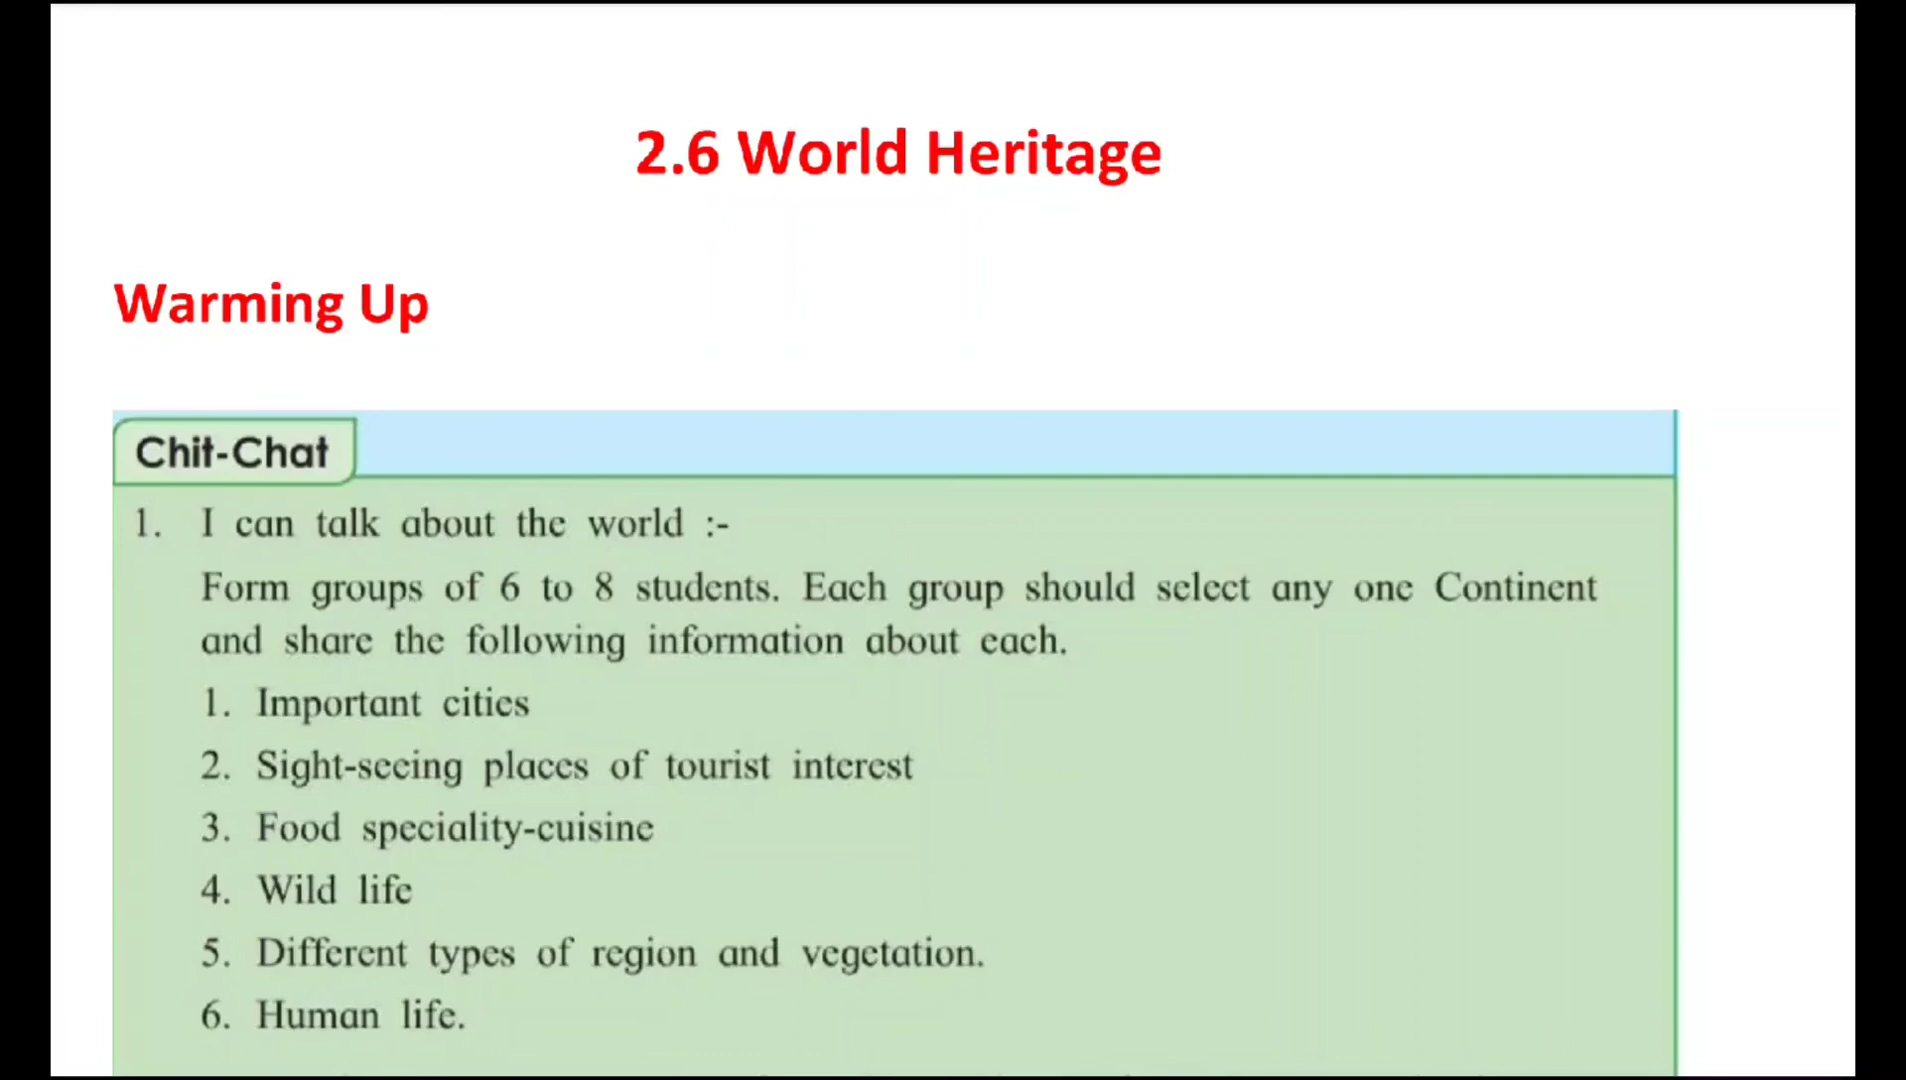 2.6 World Heritage
Warming Up
Chit-Chat
1. I can talk about the world :-
Form groups of 6 to 8 students. Each group should select any one Continent
and share the following information about each.
1. Important cities
2. Sight-seeing places of tourist interest
3. Food speciality-cuisine
4. Wild life
5. Different types of region and vegetation.
6. Human life.